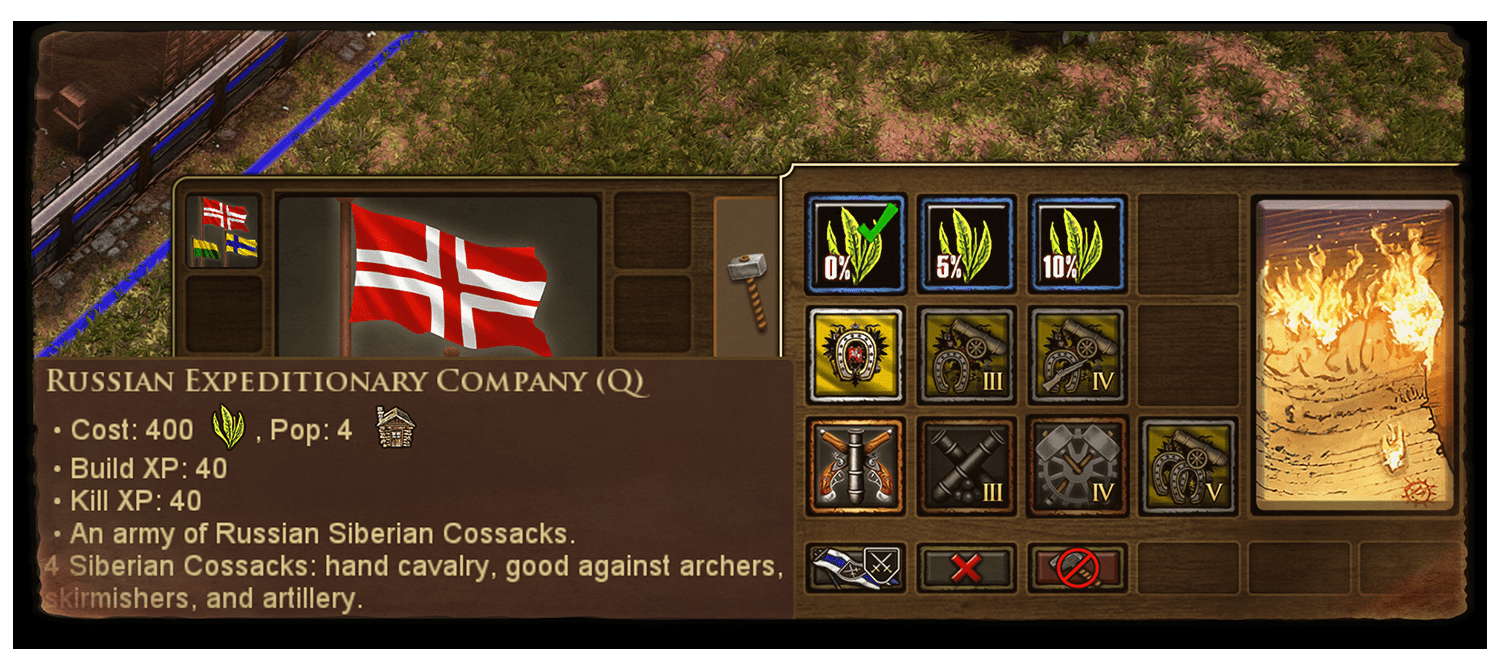 0%
5%
10%
III
IV
III
IV
V
RUSSIAN EXPEDITIONARY COMPANY (Q)
• Cost: 400 , Pop: 4
• Build XP: 40
• Kill XP: 40
• An army of Russian Siberian Cossacks.
4 Siberian Cossacks: hand cavalry, good against archers,
skirmishers, and artillery.